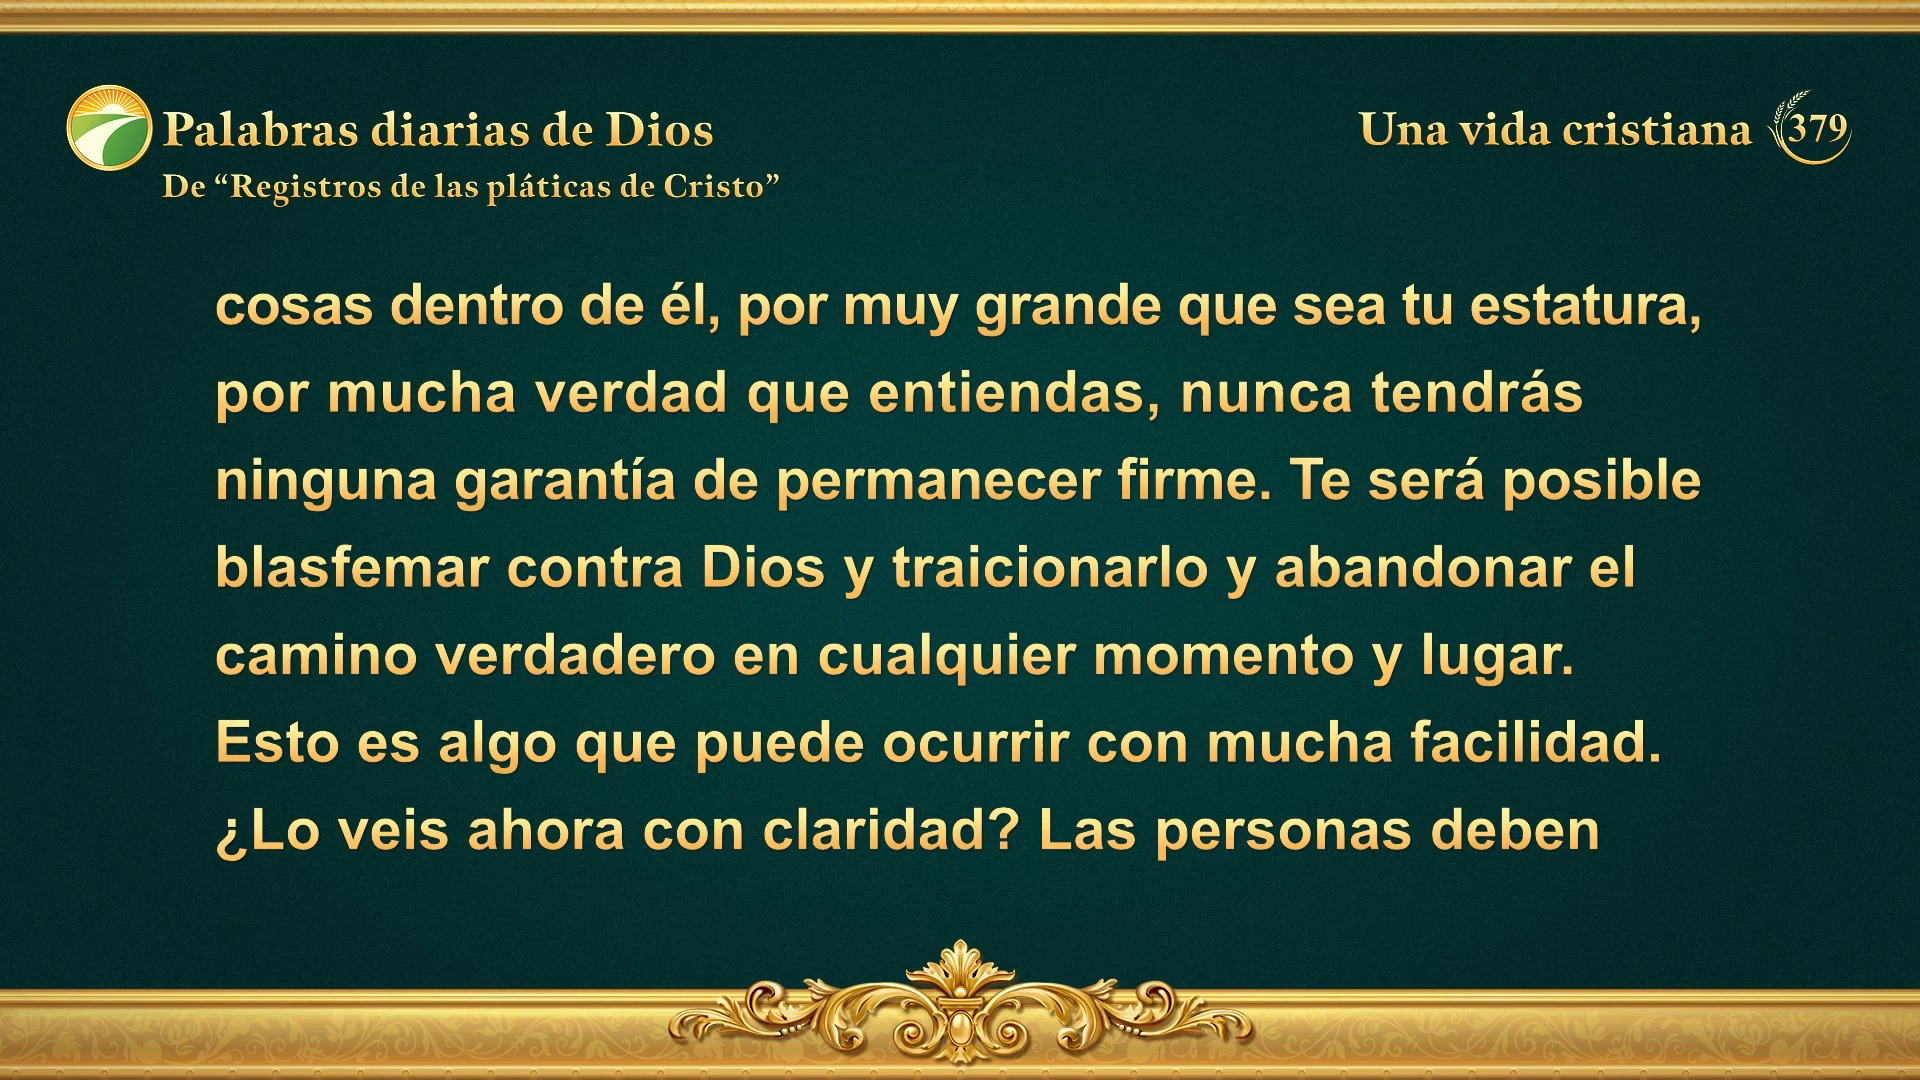 Palabras diarias de Dios
De “Registros de las pláticas de Cristo”
Una vida cristiana 379
cosas dentro de él, por muy grande que sea tu estatura,
por mucha verdad que entiendas, nunca tendrás
ninguna garantía de permanecer firme. Te será posible
blasfemar contra Dios y traicionarlo y abandonar el
camino verdadero en cualquier momento y lugar.
Esto es algo que puede ocurrir con mucha facilidad.
¿Lo veis ahora con claridad? Las personas deben